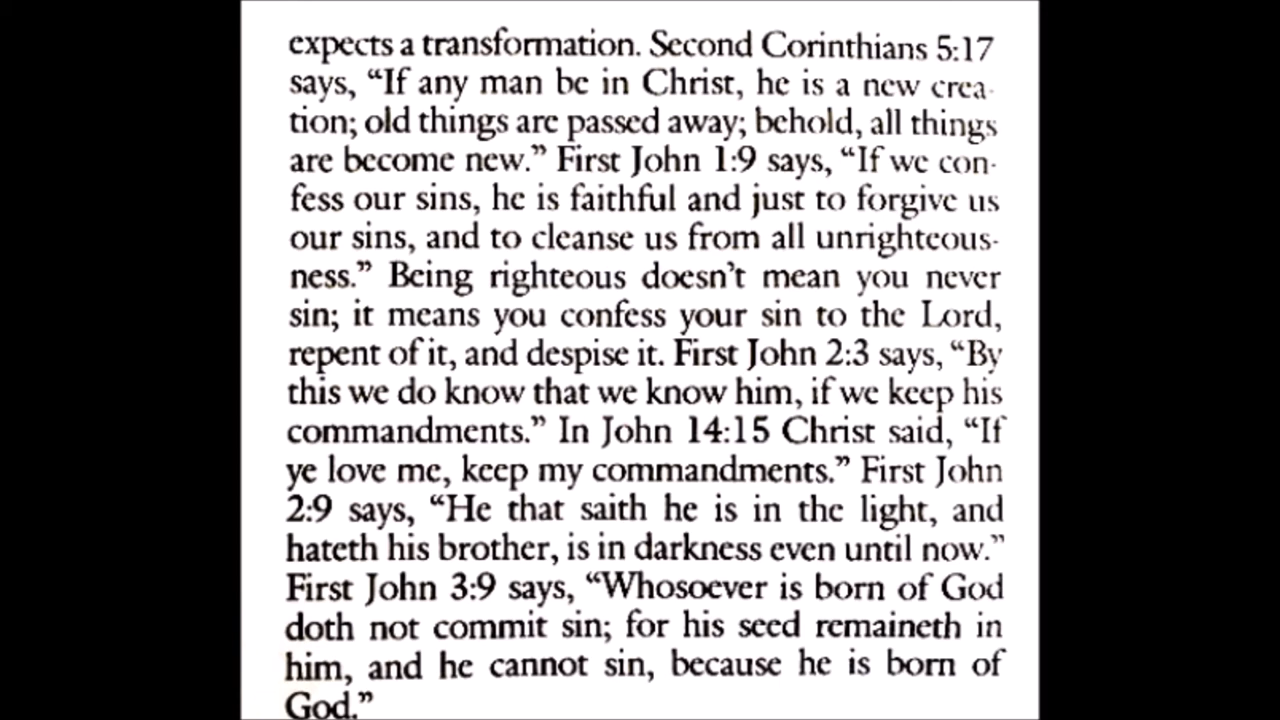 expects a transformation. Second Corinthians 5:17
says, “If any man be in Christ, he is a new crea-
tion; old things are passed away; behold, all things
are become new.” First John 1:9 says, “If we con-
fess our sins, he is faithful and just to forgive us
our sins, and to cleanse us from all unrighteous-
ness.” Being righteous doesn’t mean you never
sin; it means you confess your sin to the Lord,
repent of it, and despise it. First John 2:3 says, “By
this we do know that we know him, if we keep his
commandments.” In John 14:15 Christ said, “If
ye love me, keep my commandments.” First John
2:9 says, “He that saith he is in the light, and
hateth his brother, is in darkness even until now.”
First John 3:9 says, “Whosoever is born of God
doth not commit sin; for his seed remaineth in
him, and he cannot sin, because he is born of
God.”